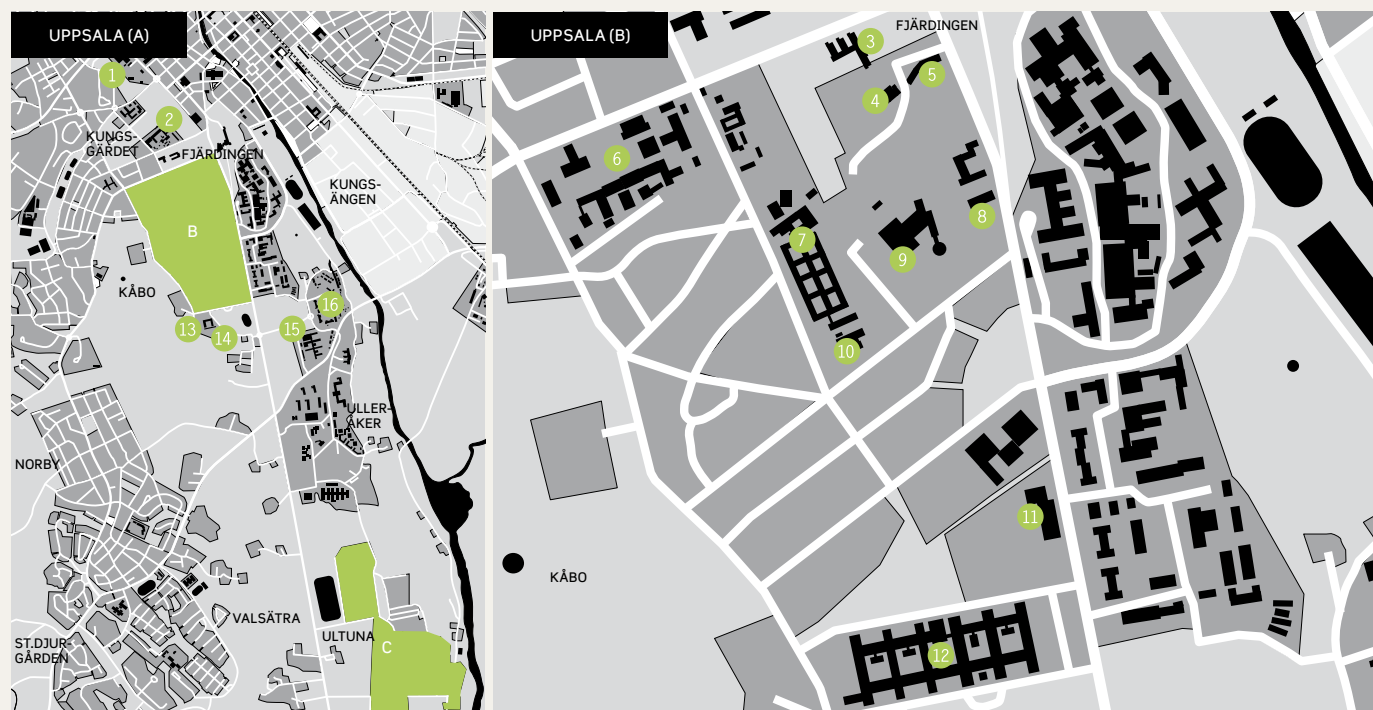 UPPSALA (A)
1
2
KUNGS-
GÄRDET
FJÄRDINGEN
KUNGS-
ÄNGEN
B
KÅBO
13
14
15
16
ULLER-
ÅKER
NORBY
VALSÄTRA
ULTUNA
C
ST.DJUR-
GÅRDEN
UPPSALA (B)
FJÄRDINGEN
3
4
5
6
7
8
9
10
11
KÅBO
12